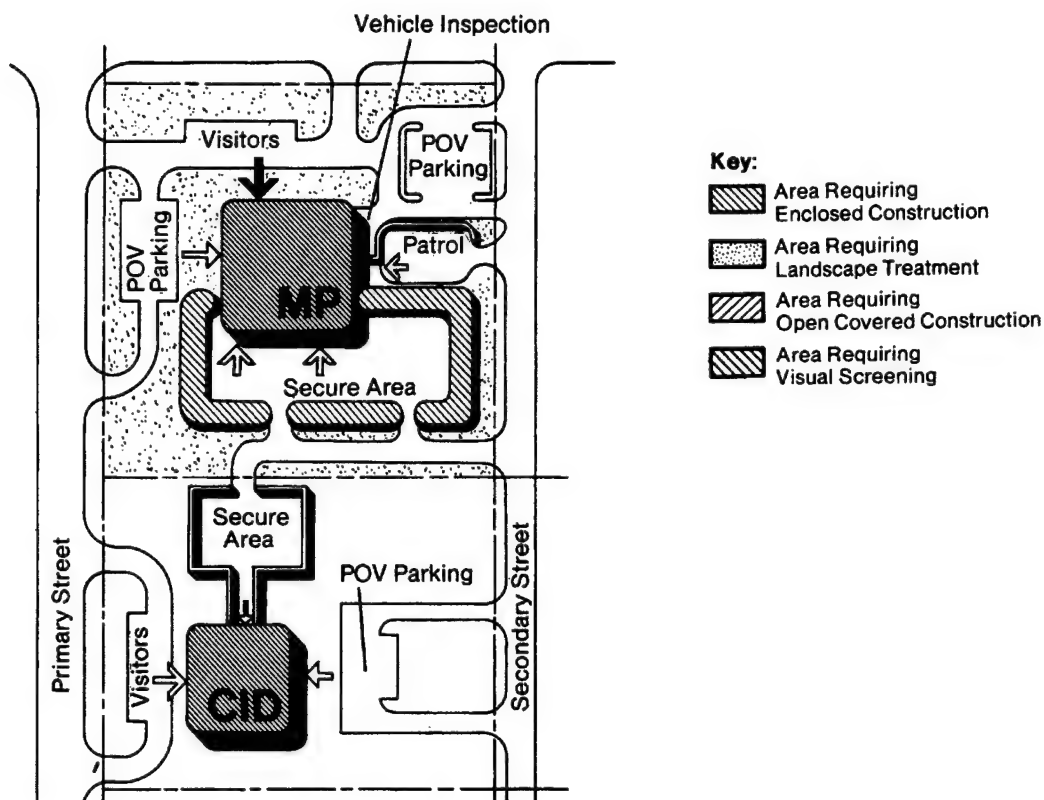 Vehicle Inspection
Visitors
POV
Parking
POV
Parking
Patrol
MP
Secure Area
Secure
Area
POV Parking
Primary Street
Visitors
CID
Secondary Street
Key:
Area Requiring
Enclosed Construction
Area Requiring
Landscape Treatment
Area Requiring
Open Covered Construction
Area Requiring
Visual Screening